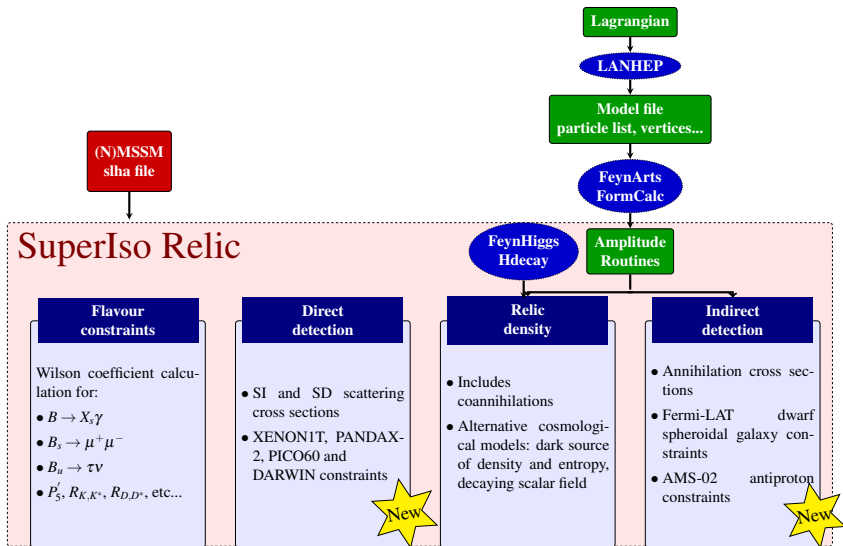 Lagrangian
LANHEP
Model file
particle list, vertices...
(N)MSSM
slha file
FeynArts
FormCalc
SuperIso Relic
FeynHiggs
Hdecay
Amplitude
Routines
Flavour
constraints
Wilson coefficient calcu-
lation for:
• B → X_sγ
• B_s → μ⁺μ⁻
• B_u → τν
• P′_5, R_{K,K*}, R_{D,D*}, etc...
Direct
detection
• SI and SD scattering
cross sections
• XENON1T, PANDAX-
2, PICO60 and
DARWIN constraints
New
Relic
density
• Includes
coannihilations
• Alternative cosmologi-
cal models: dark source
of density and entropy,
decaying scalar field
Indirect
detection
• Annihilation cross sec-
tions
• Fermi-LAT dwarf
spheroidal galaxy con-
straints
• AMS-02 antiproton
constraints
New